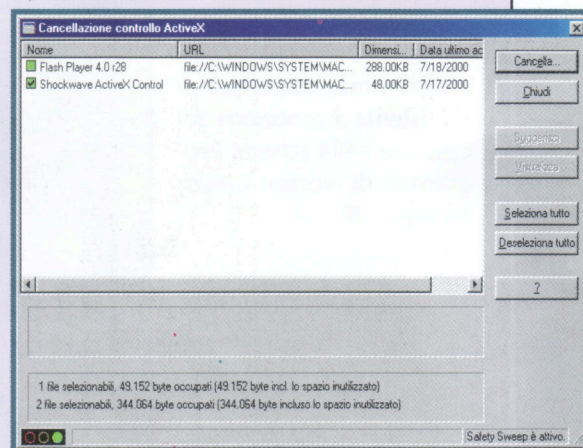 Cancellazione controllo ActiveX
Nome URL Dimensi... Data ultimo ac
Flash Player 4.0 r28 file://C:\WINDOWS\SYSTEM\MAC... 288.00KB 7/18/2000
Shockwave ActiveX Control file://C:\WINDOWS\SYSTEM\MAC... 48.00KB 7/17/2000
Cancella...
Chiudi
Suggerisci
Visualizza
Seleziona tutto
Deseleziona tutto
?
1 file selezionabili, 49.152 byte occupati (49.152 byte incl. lo spazio inutilizzato)
2 file selezionabili, 344.064 byte occupati (344.064 byte incluso lo spazio inutilizzato)
Safety Sweep è attivo.